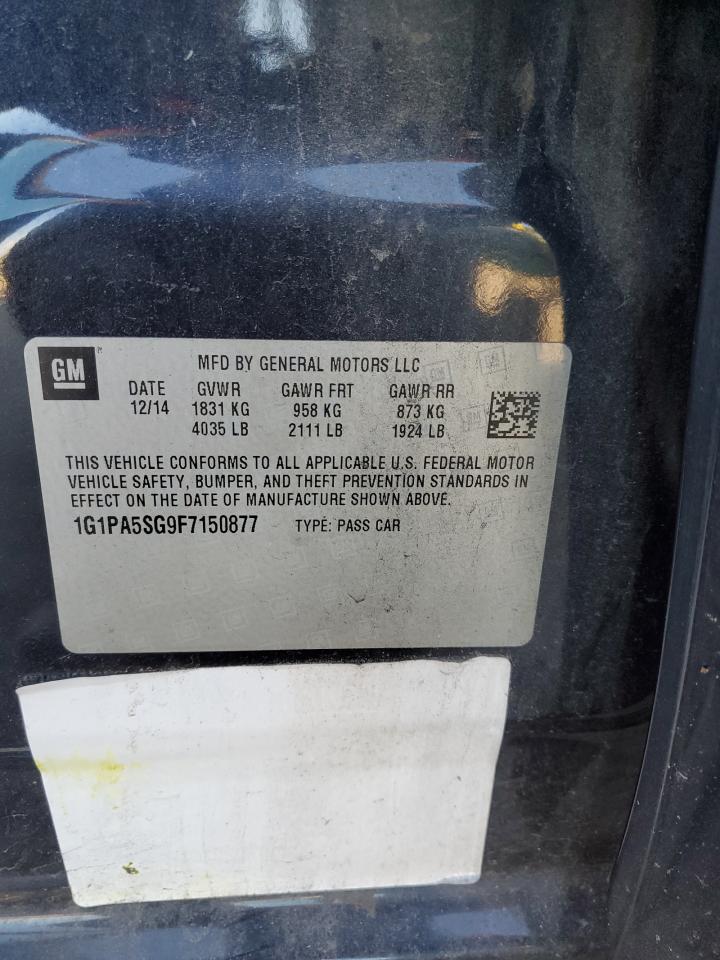 GM
MFD BY GENERAL MOTORS LLC
DATE GVWR GAWR FRT GAWR RR
12/14 1831 KG 958 KG 873 KG
4035 LB 2111 LB 1924 LB
THIS VEHICLE CONFORMS TO ALL APPLICABLE U.S. FEDERAL MOTOR
VEHICLE SAFETY, BUMPER, AND THEFT PREVENTION STANDARDS IN
EFFECT ON THE DATE OF MANUFACTURE SHOWN ABOVE.
1G1PA5SG9F7150877 TYPE: PASS CAR